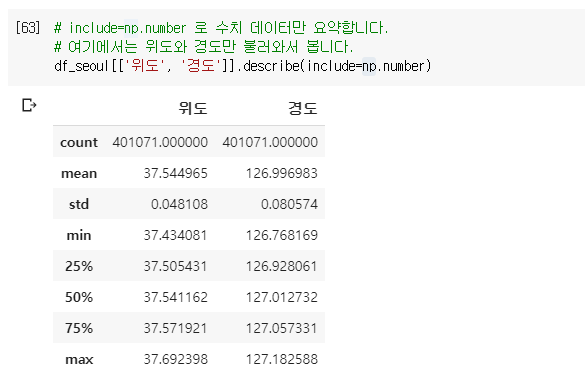 [63] # include=np.number 로 수치 데이터만 요약합니다.
# 여기에서는 위도와 경도만 불러와서 봅니다.
df_seoul[['위도', '경도']].describe(include=np.number)
위도 경도
count 401071.000000 401071.000000
mean 37.544965 126.996983
std 0.048108 0.080574
min 37.434081 126.768169
25% 37.505431 126.928061
50% 37.541162 127.012732
75% 37.571921 127.057331
max 37.692398 127.182588